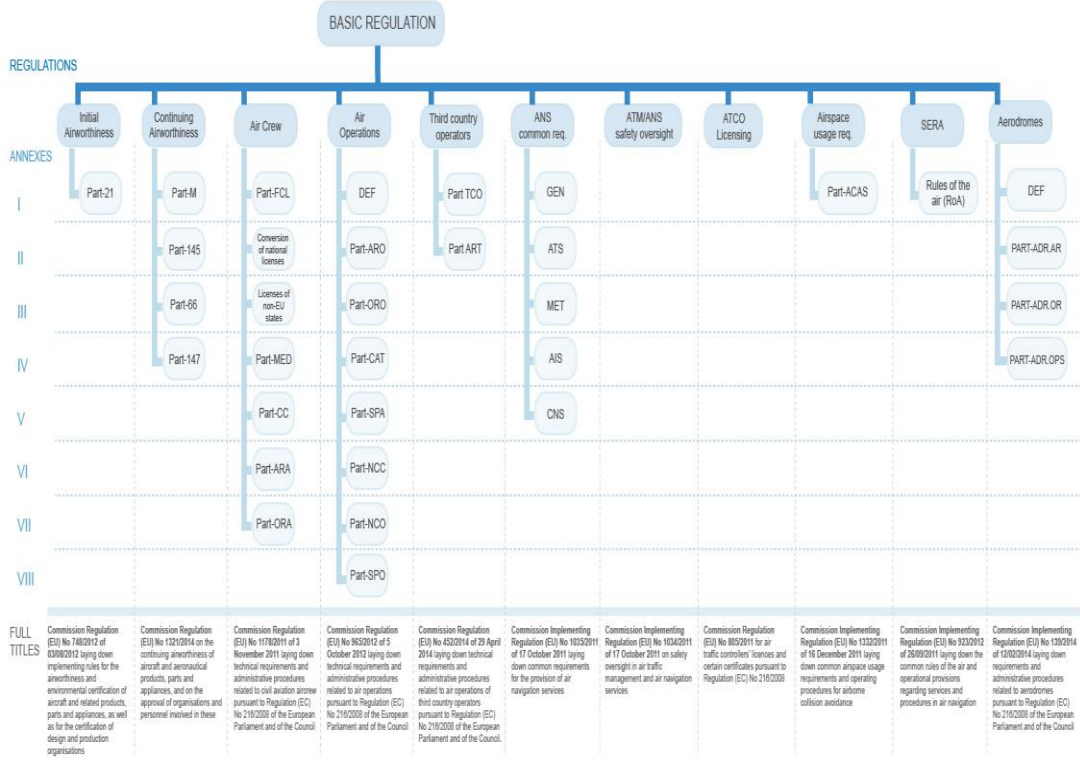 BASIC REGULATION
REGULATIONS
Initial
Airworthiness
Continuing
Airworthiness
Air Crew
Air
Operations
Third country
operators
ANS
common req.
ATM/ANS
safety oversight
ATCO
Licensing
Airspace
usage req.
SERA
Aerodromes
ANNEXES
I
Part-21
Part-M
Part-FCL
DEF
Part TCO
GEN
Part-ACAS
Rules of the
air (RoA)
DEF
II
Part-145
Conversion
of national
licenses
Part-ARO
Part ART
ATS
PART-ADR.AR
III
Part-66
Licenses of
non-EU
states
Part-ORO
MET
PART-ADR.OR
IV
Part-147
Part-MED
Part-CAT
AIS
PART-ADR.OPS
V
Part-CC
Part-SPA
CNS
VI
Part-ARA
Part-NCC
VII
Part-ORA
Part-NCO
VIII
Part-SPO
FULL
TITLES
Commission Regulation
(EU) No 748/2012 of
03/08/2012 laying down
implementing rules for the
airworthiness and
environmental certification of
aircraft and related products,
parts and appliances, as well
as for the certification of
design and production
organisations
Commission Regulation
(EU) No 1321/2014 on the
continuing airworthiness of
aircraft and aeronautical
products, parts and
appliances, and on the
approval of organisations and
personnel involved in these
Commission Regulation
(EU) No 1178/2011 of 3
November 2011 laying down
technical requirements and
administrative procedures
related to civil aviation aircrew
pursuant to Regulation (EC)
No 216/2008 of the European
Parliament and of the Council
Commission Regulation
(EU) No 965/2012 of 5
October 2012 laying down
technical requirements and
administrative procedures
related to air operations
pursuant to Regulation (EC)
No 216/2008 of the European
Parliament and of the Council
Commission Regulation
(EU) No 452/2014 of 29 April
2014 laying down technical
requirements and
administrative procedures
related to air operations of
third country operators
pursuant to Regulation (EC)
No 216/2008 of the European
Parliament and of the Council.
Commission Implementing
Regulation (EU) No 1035/2011
of 17 October 2011 laying
down common requirements
for the provision of air
navigation services
Commission Implementing
Regulation (EU) No 1034/2011
of 17 October 2011 on safety
oversight in air traffic
management and air navigation
services
Commission Regulation
(EU) No 805/2011 for air
traffic controllers' licences and
certain certificates pursuant to
Regulation (EC) No 216/2008
Commission Implementing
Regulation (EU) No 1332/2011
of 16 December 2011 laying
down common airspace usage
requirements and operating
procedures for airborne
collision avoidance
Commission Implementing
Regulation (EU) No 923/2012
of 26/09/2011 laying down the
common rules of the air and
operational provisions
regarding services and
procedures in air navigation
Commission Implementing
Regulation (EU) No 139/2014
of 12/02/2014 laying down
requirements and
administrative procedures
related to aerodromes
pursuant to Regulation (EC)
No 216/2008 of the European
Parliament and of the Council